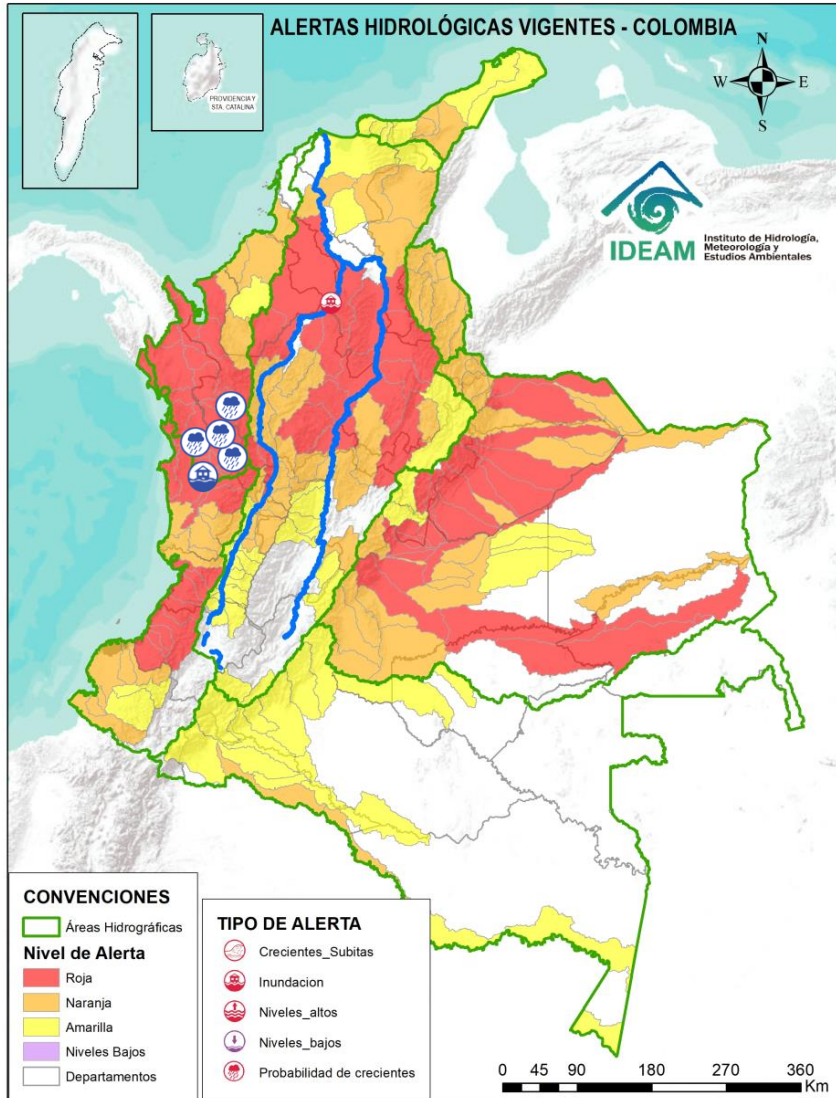 ALERTAS HIDROLÓGICAS VIGENTES - COLOMBIA
PROVIDENCIA Y
STA. CATALINA
N
W
E
S
IDEAM
Instituto de Hidrología,
Meteorología y
Estudios Ambientales
CONVENCIONES
Áreas Hidrográficas
Nivel de Alerta
Roja
Naranja
Amarilla
Niveles Bajos
Departamentos
TIPO DE ALERTA
Crecientes_Subitas
Inundacion
Niveles_altos
Niveles_bajos
Probabilidad de crecientes
0 45 90 180 270 360
Km